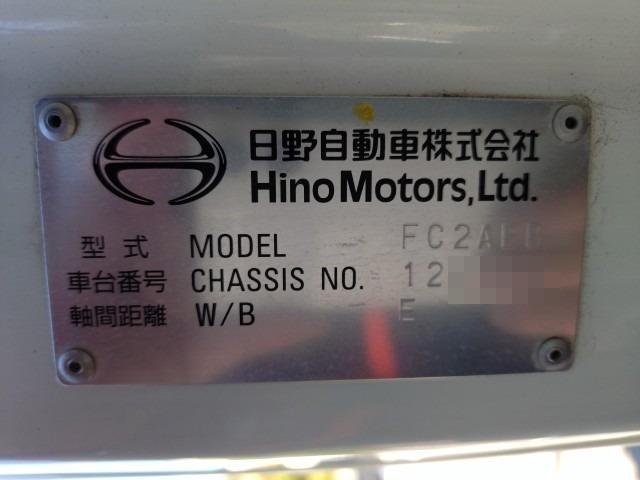 日野自動車株式会社
Hino Motors, Ltd.
型式 MODEL
車台番号 CHASSIS NO. 12
軸間距離 W/B E